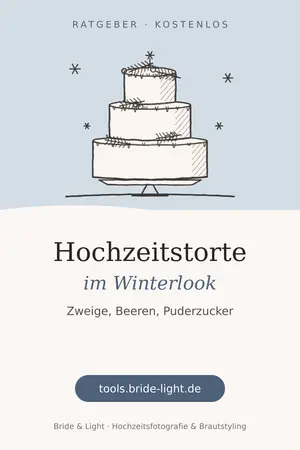 RATGEBER · KOSTENLOS
Hochzeitstorte
im Winterlook
Zweige, Beeren, Puderzucker
tools.bride-light.de
Bride & Light · Hochzeitsfotografie & Brautstyling